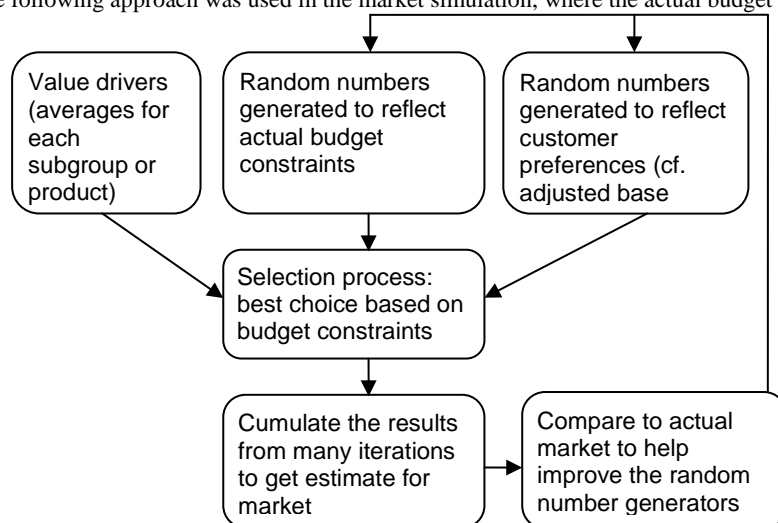 e following approach was used in the market simulation, where the actual budget
Value drivers
(averages for
each
subgroup or
product)
Random numbers
generated to reflect
actual budget
constraints
Random numbers
generated to reflect
customer
preferences (cf.
adjusted base
Selection process:
best choice based on
budget constraints
Cumulate the results
from many iterations
to get estimate for
market
Compare to actual
market to help
improve the random
number generators